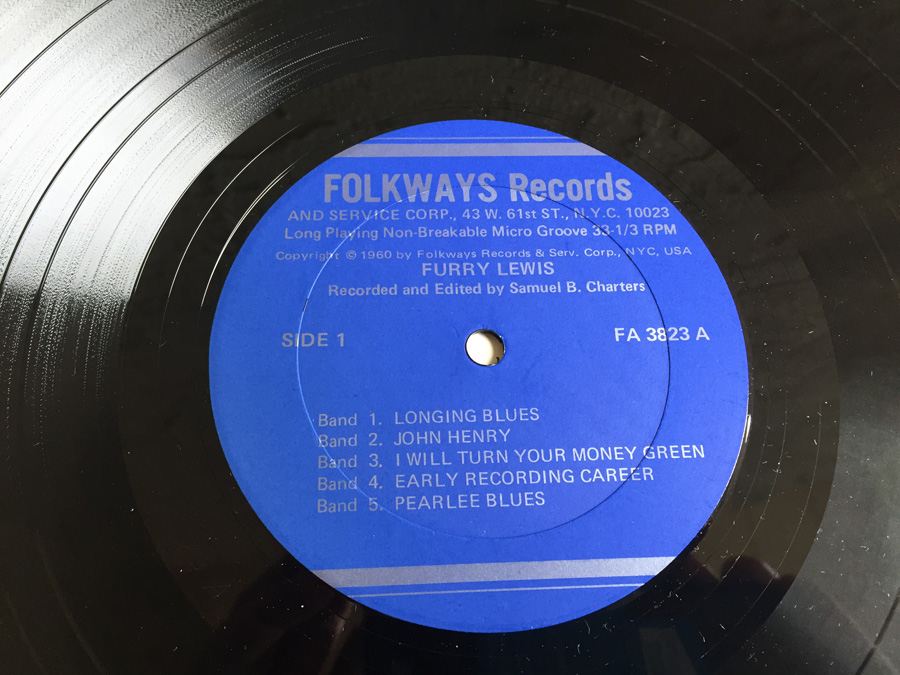 FOLKWAYS Records
AND SERVICE CORP., 43 W. 61st ST., N.Y.C. 10023
Long Playing Non-Breakable Micro Groove 33-1/3 RPM
Copyright © 1960 by Folkways Records & Serv. Corp., NYC, USA
FURRY LEWIS
Recorded and Edited by Samuel B. Charters
SIDE 1 FA 3823 A
Band 1. LONGING BLUES
Band 2. JOHN HENRY
Band 3. I WILL TURN YOUR MONEY GREEN
Band 4. EARLY RECORDING CAREER
Band 5. PEARLEE BLUES